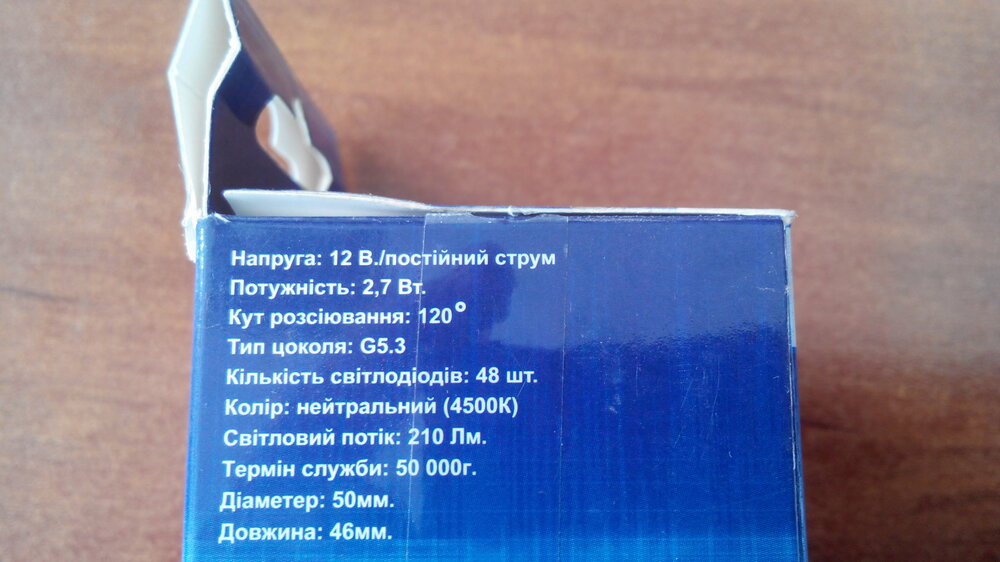 Напруга: 12 В./постійний струм
Потужність: 2,7 Вт.
Кут розсіювання: 120°
Тип цоколя: G5.3
Кількість світлодіодів: 48 шт.
Колір: нейтральний (4500К)
Світловий потік: 210 Лм.
Термін служби: 50 000г.
Діаметер: 50мм.
Довжина: 46мм.